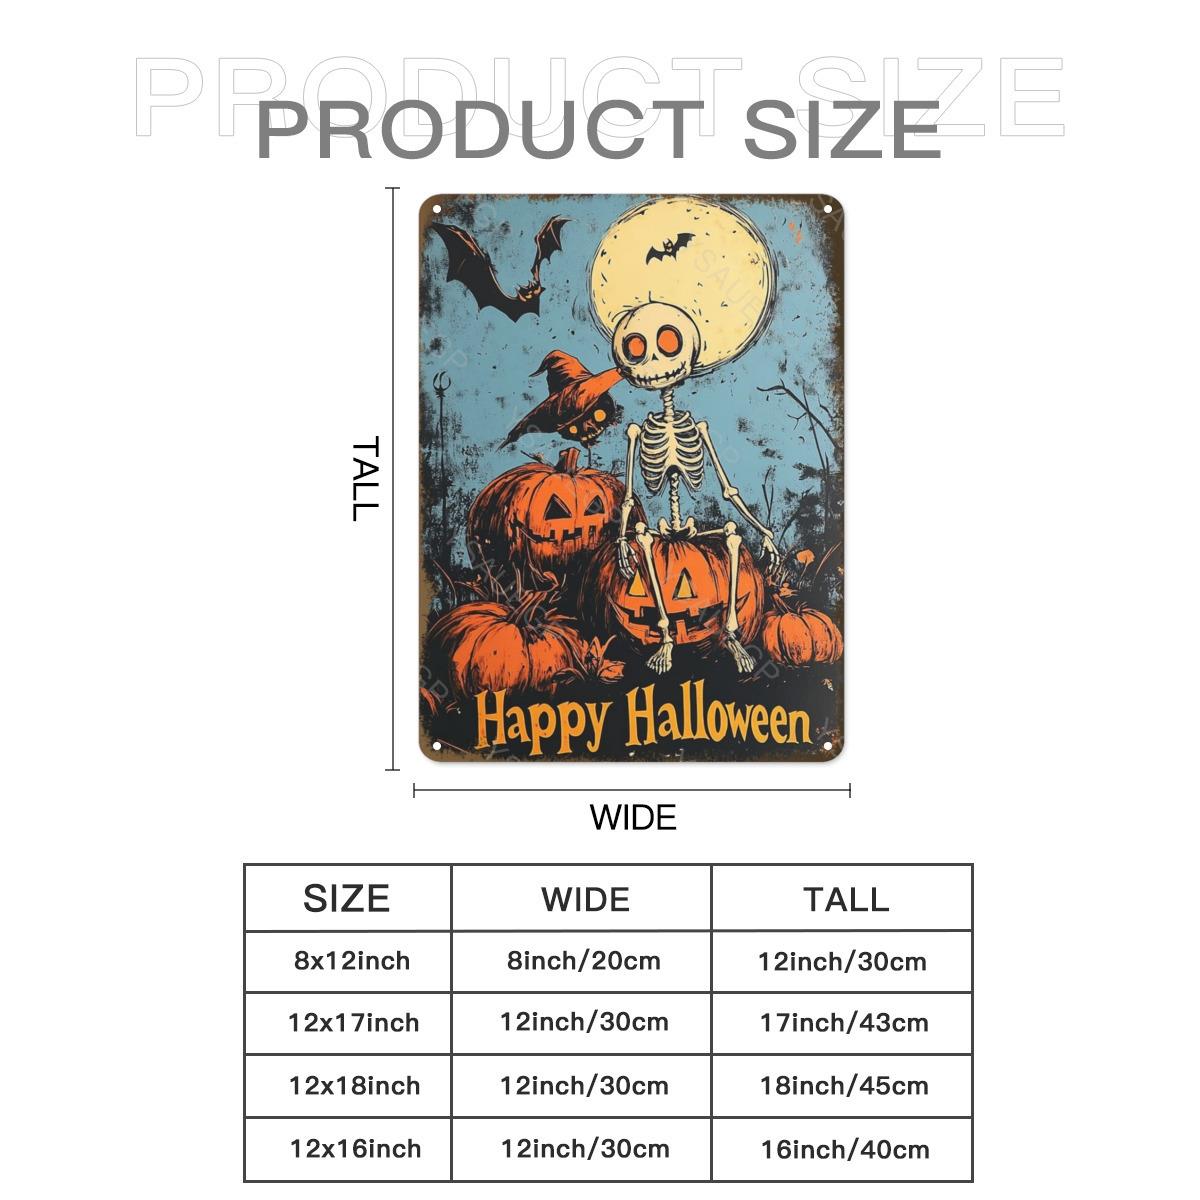 PRODUCT SIZE
PRODUCT SIZE
TALL
Happy Halloween
WIDE
SIZE WIDE TALL
8x12inch 8inch/20cm 12inch/30cm
12x17inch 12inch/30cm 17inch/43cm
12x18inch 12inch/30cm 18inch/45cm
12x16inch 12inch/30cm 16inch/40cm